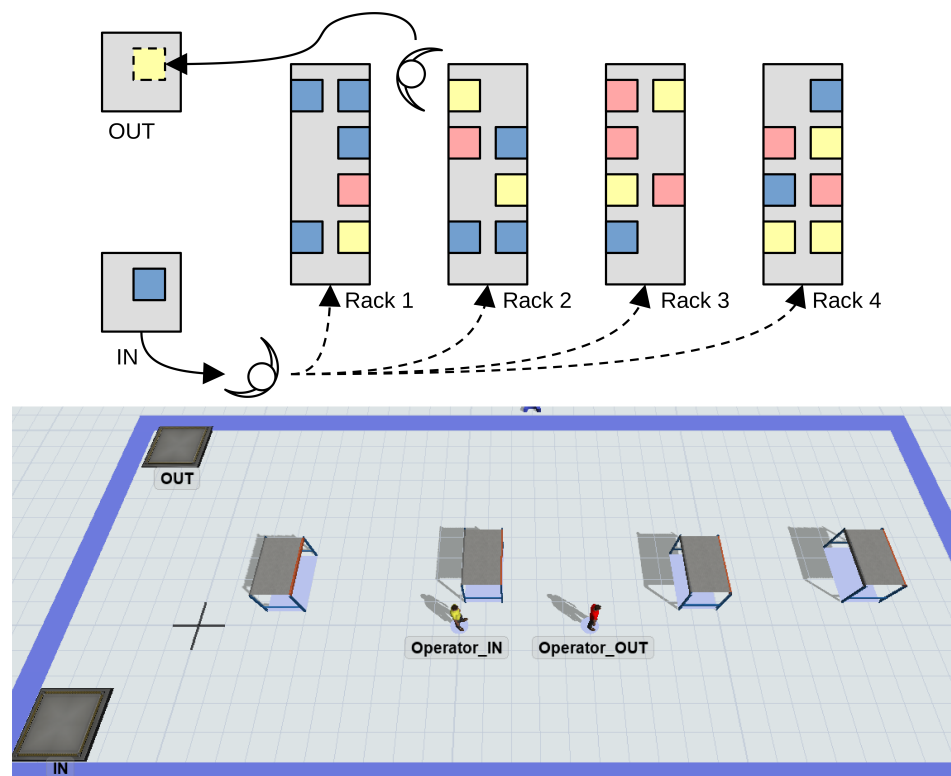 OUT
IN
Rack 1
Rack 2
Rack 3
Rack 4
OUT
Operator_IN
Operator_OUT
IN